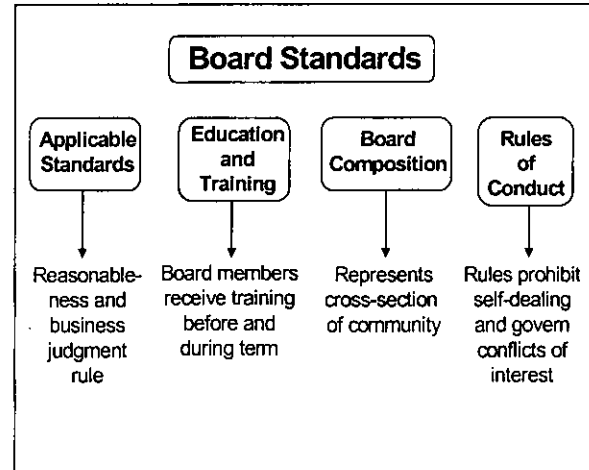 Board Standards
Applicable
Standards
Reasonable-
ness and
business
judgment
rule
Education
and
Training
Board members
receive training
before and
during term
Board
Composition
Represents
cross-section
of community
Rules
of
Conduct
Rules prohibit
self-dealing
and govern
conflicts of
interest